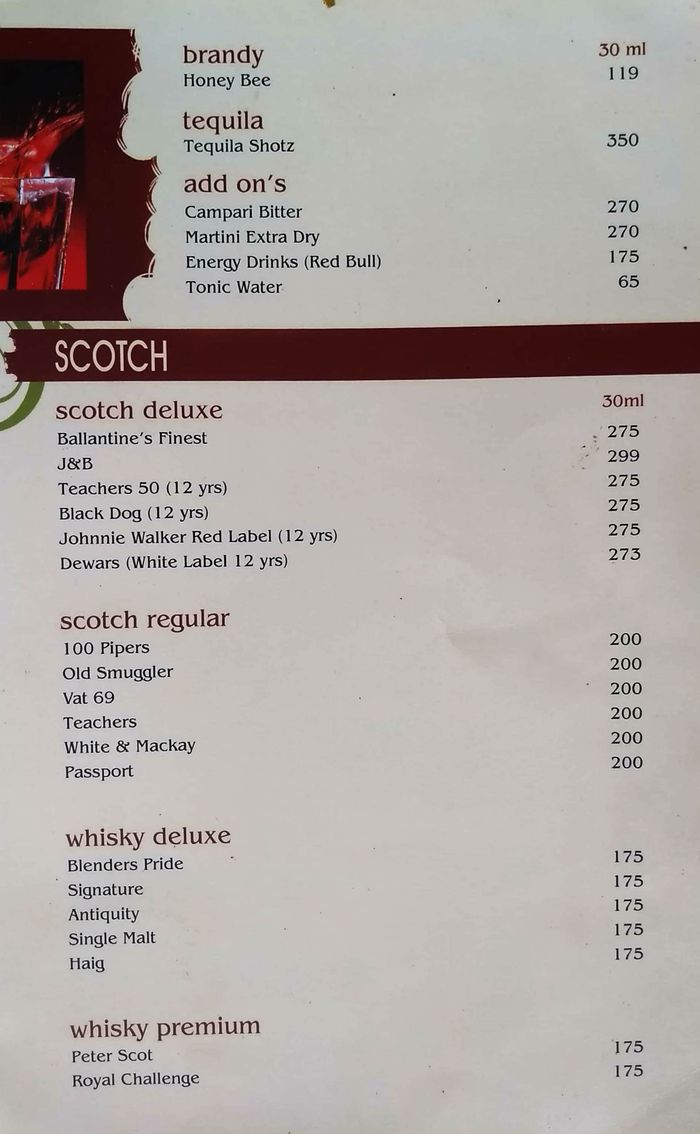 brandy 30 ml
Honey Bee 119
tequila
Tequila Shotz 350
add on's
Campari Bitter 270
Martini Extra Dry 270
Energy Drinks (Red Bull) 175
Tonic Water 65
SCOTCH
scotch deluxe 30ml
Ballantine's Finest 275
J&B 299
Teachers 50 (12 yrs) 275
Black Dog (12 yrs) 275
Johnnie Walker Red Label (12 yrs) 275
Dewars (White Label 12 yrs) 273
scotch regular
100 Pipers 200
Old Smuggler 200
Vat 69 200
Teachers 200
White & Mackay 200
Passport 200
whisky deluxe
Blenders Pride 175
Signature 175
Antiquity 175
Single Malt 175
Haig 175
whisky premium
Peter Scot 175
Royal Challenge 175